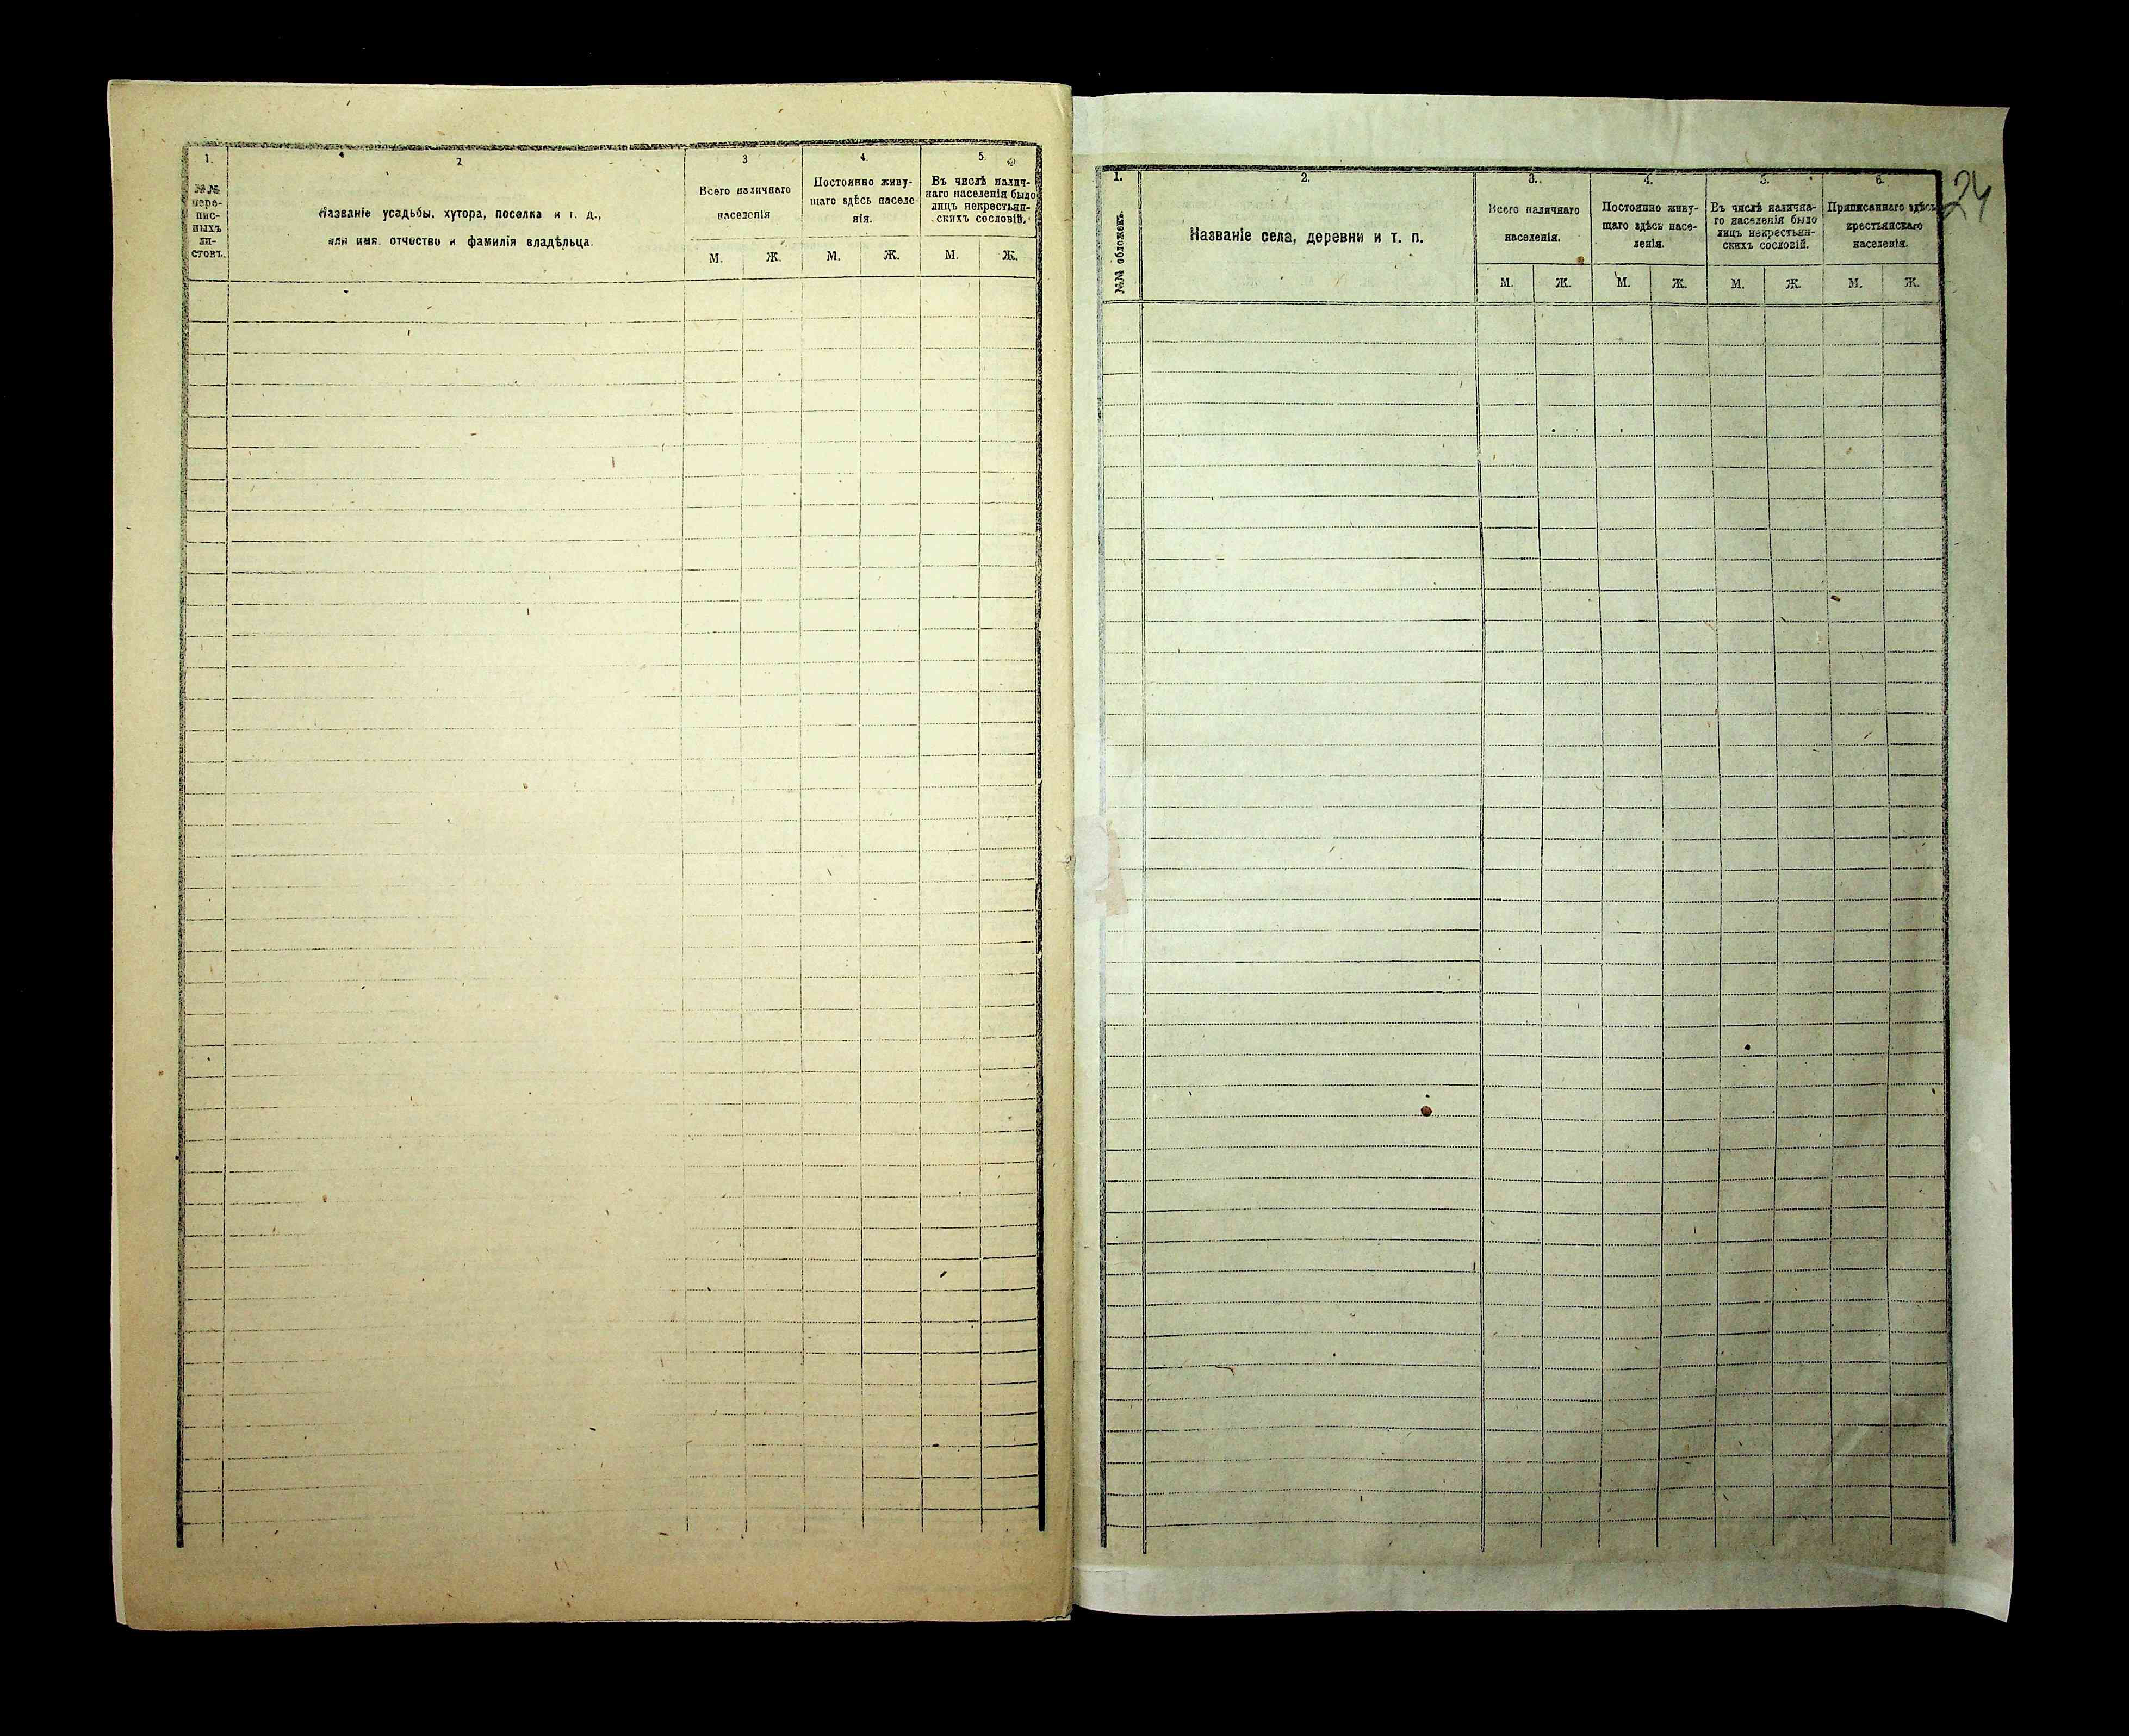 1.
№№
пере-
пис-
ныхъ
ли-
стовъ.
2
Названіе усадьбы, хутора, поселка и т. д.,
или имя, отчество и фамилія владѣльца.
3
Всего наличнаго
населенія
М. Ж.
4.
Постоянно живу-
щаго здѣсь населе-
нія.
М. Ж.
5.
Въ числѣ налич-
наго населенія было
лицъ некрестьян-
скихъ сословій.
М. Ж.
24
1.
№№ обложекъ.
2.
Названіе села, деревни и т. п.
3.
Всего наличнаго
населенія.
М. Ж.
4.
Постоянно живу-
щаго здѣсь насе-
ленія.
М. Ж.
5.
Въ числѣ налична-
го населенія было
лицъ некрестьян-
скихъ сословій.
М. Ж.
6.
Приписаннаго здѣсь
крестьянскаго
населенія.
М. Ж.